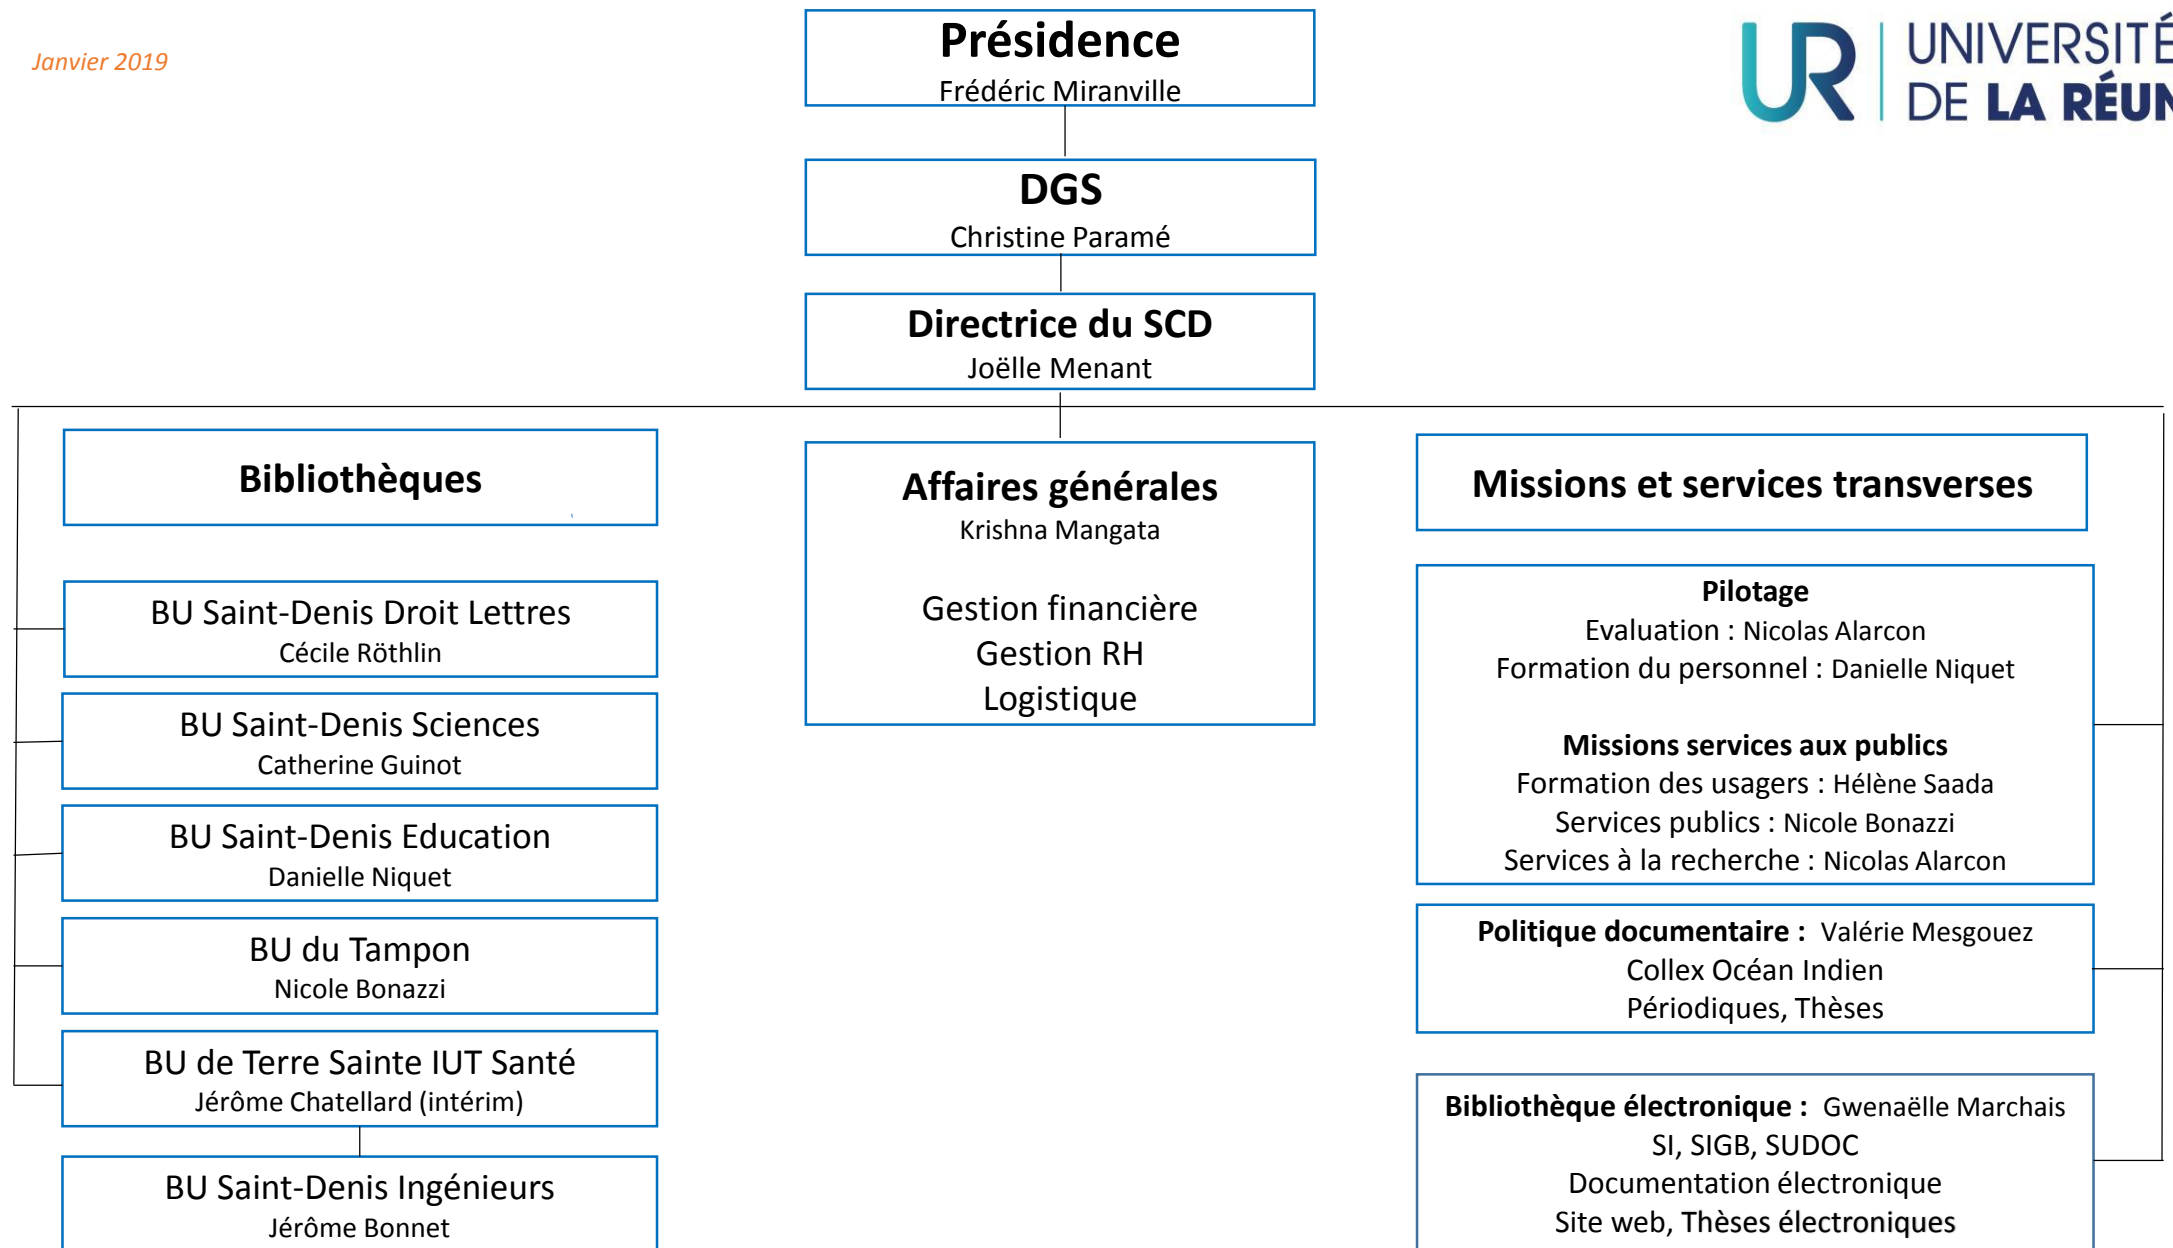 Janvier 2019
Présidence
Frédéric Miranville
UNIVERSITÉ
DE LA RÉUN
DGS
Christine Paramé
Directrice du SCD
Joëlle Menant
Bibliothèques
BU Saint-Denis Droit Lettres
Cécile Röthlin
BU Saint-Denis Sciences
Catherine Guinot
BU Saint-Denis Education
Danielle Niquet
BU du Tampon
Nicole Bonazzi
BU de Terre Sainte IUT Santé
Jérôme Chatellard (intérim)
BU Saint-Denis Ingénieurs
Jérôme Bonnet
Affaires générales
Krishna Mangata
Gestion financière
Gestion RH
Logistique
Missions et services transverses
Pilotage
Evaluation : Nicolas Alarcon
Formation du personnel : Danielle Niquet
Missions services aux publics
Formation des usagers : Hélène Saada
Services publics : Nicole Bonazzi
Services à la recherche : Nicolas Alarcon
Politique documentaire : Valérie Mesgouez
Collex Océan Indien
Périodiques, Thèses
Bibliothèque électronique : Gwenaëlle Marchais
SI, SIGB, SUDOC
Documentation électronique
Site web, Thèses électroniques